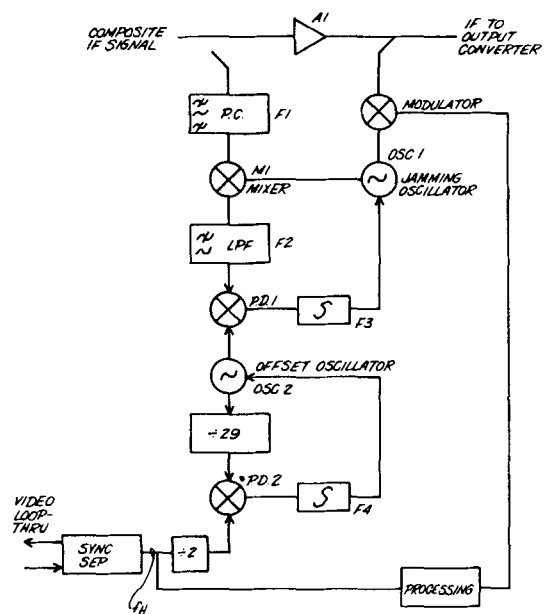 COMPOSITE
IF SIGNAL
A1
IF TO
OUTPUT
CONVERTER
P.C.
F1
MODULATOR
OSC 1
M1
MIXER
JAMMING
OSCILLATOR
LPF
F2
P.D.1
S
F3
OFFSET OSCILLATOR
OSC 2
÷29
P.D.2
S
F4
VIDEO
LOOP-
THRU
SYNC
SEP
÷2
fH
PROCESSING